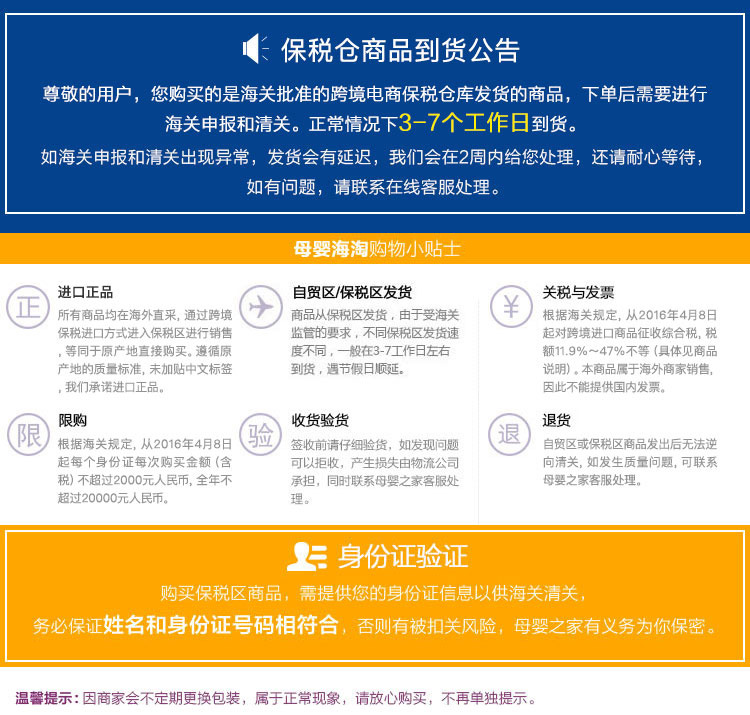 保税仓商品到货公告
尊敬的用户，您购买的是海关批准的跨境电商保税仓库发货的商品，下单后需要进行
海关申报和清关。正常情况下3-7个工作日到货。
如海关申报和清关出现异常，发货会有延迟，我们会在2周内给您处理，还请耐心等待，
如有问题，请联系在线客服处理。
母婴海淘购物小贴士
正
进口正品
所有商品均在海外直采，通过跨境
保税进口方式进入保税区进行销售
，等同于原产地直接购买。遵循原
产地的质量标准，未加贴中文标签
，我们承诺进口正品。
自贸区/保税区发货
商品从保税区发货，由于受海关
监管的要求，不同保税区发货速
度不同，一般在3-7工作日左右
到货，遇节假日顺延。
¥
关税与发票
根据海关规定，从2016年4月8日
起对跨境进口商品征收综合税，税
额11.9%～47%不等（具体见商品
说明）。本商品属于海外商家销售，
因此不能提供国内发票。
限
限购
根据海关规定，从2016年4月8日
起每个身份证每次购买金额（含
税）不超过2000元人民币，全年不
超过20000元人民币。
验
收货验货
签收前请仔细验货，如发现问题
可以拒收，产生损失由物流公司
承担，同时联系母婴之家客服处
理。
退
退货
自贸区或保税区商品发出后无法逆
向清关，如发生质量问题，可联系
母婴之家客服处理。
身份证验证
购买保税区商品，需提供您的身份证信息以供海关清关，
务必保证姓名和身份证号码相符合，否则有被扣关风险，母婴之家有义务为你保密。
温馨提示：因商家会不定期更换包装，属于正常现象，请放心购买，不再单独提示。